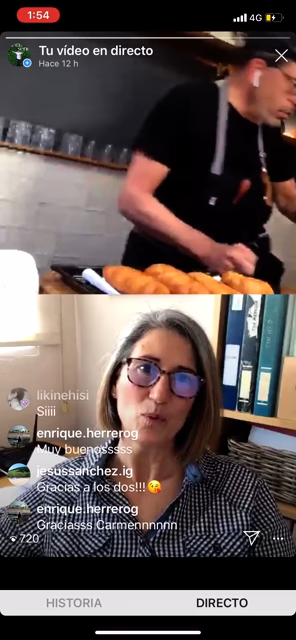 1:54
4G
Tu vídeo en directo
Hace 12 h
likinehisi
Siiii
enrique.herrerog
Muy buenosssss
jesussanchez.ig
Gracias a los dos!!!😘
enrique.herrerog
Graciasss Carmennnnnn
720
HISTORIA
DIRECTO